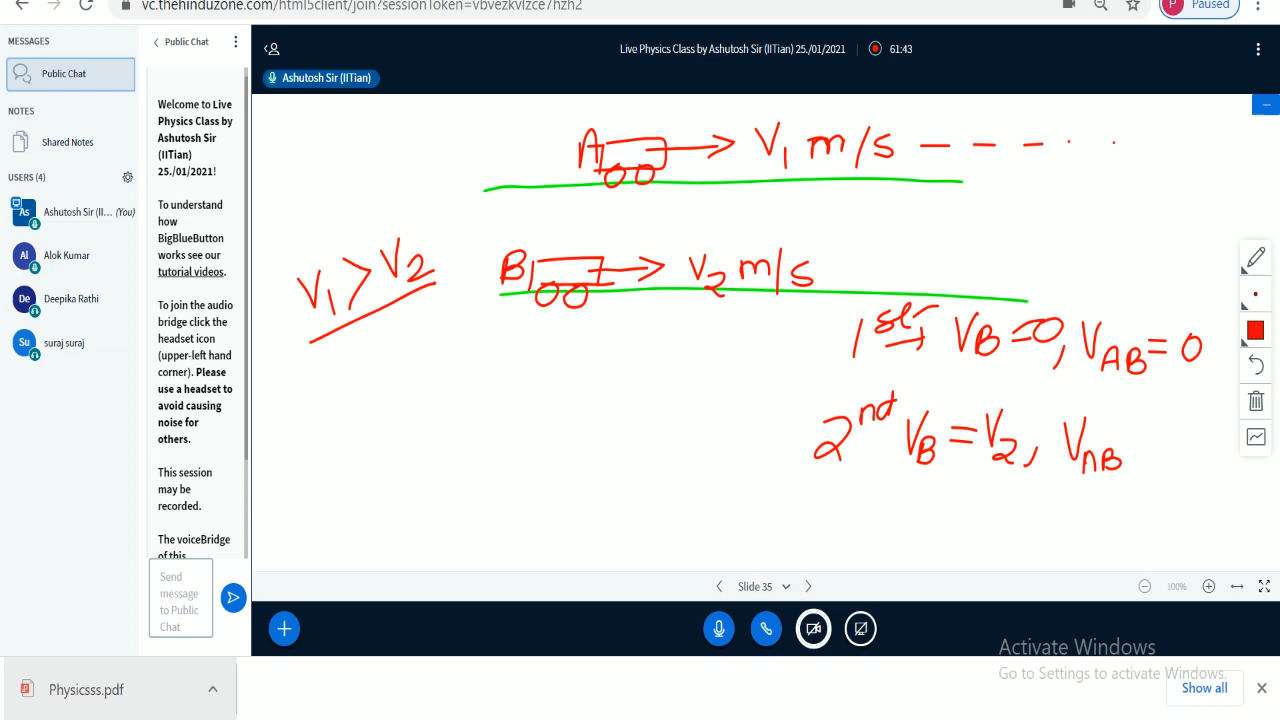 vc.thehinduzone.com/html5client/join?sessionToken=vbvezkvlzce7hzh2
P Paused
MESSAGES
Public Chat
NOTES
Shared Notes
USERS (4)
As Ashutosh Sir (II... (You)
Al Alok Kumar
De Deepika Rathi
Su suraj suraj
Public Chat
Welcome to Live
Physics Class by
Ashutosh Sir
(IITian)
25./01/2021!
To understand
how
BigBlueButton
works see our
tutorial videos.
To join the audio
bridge click the
headset icon
(upper-left hand
corner). Please
use a headset to
avoid causing
noise for
others.
This session
may be
recorded.
The voiceBridge
of this
Send
message
to Public
Chat
Live Physics Class by Ashutosh Sir (IITian) 25./01/2021
61:43
Ashutosh Sir (IITian)
A V1 m/s
V1 > V2
B V2 m/s
1st VB = 0, VAB = 0
2nd VB = V2, VAB
Slide 35
100%
Activate Windows
Go to Settings to activate Windows.
Physicsss.pdf
Show all